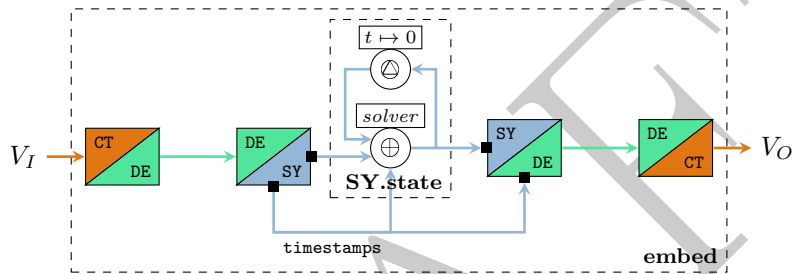 t ↦ 0
solver
V_I
CT
DE
DE
SY
SY
DE
DE
CT
V_O
SY.state
timestamps
embed